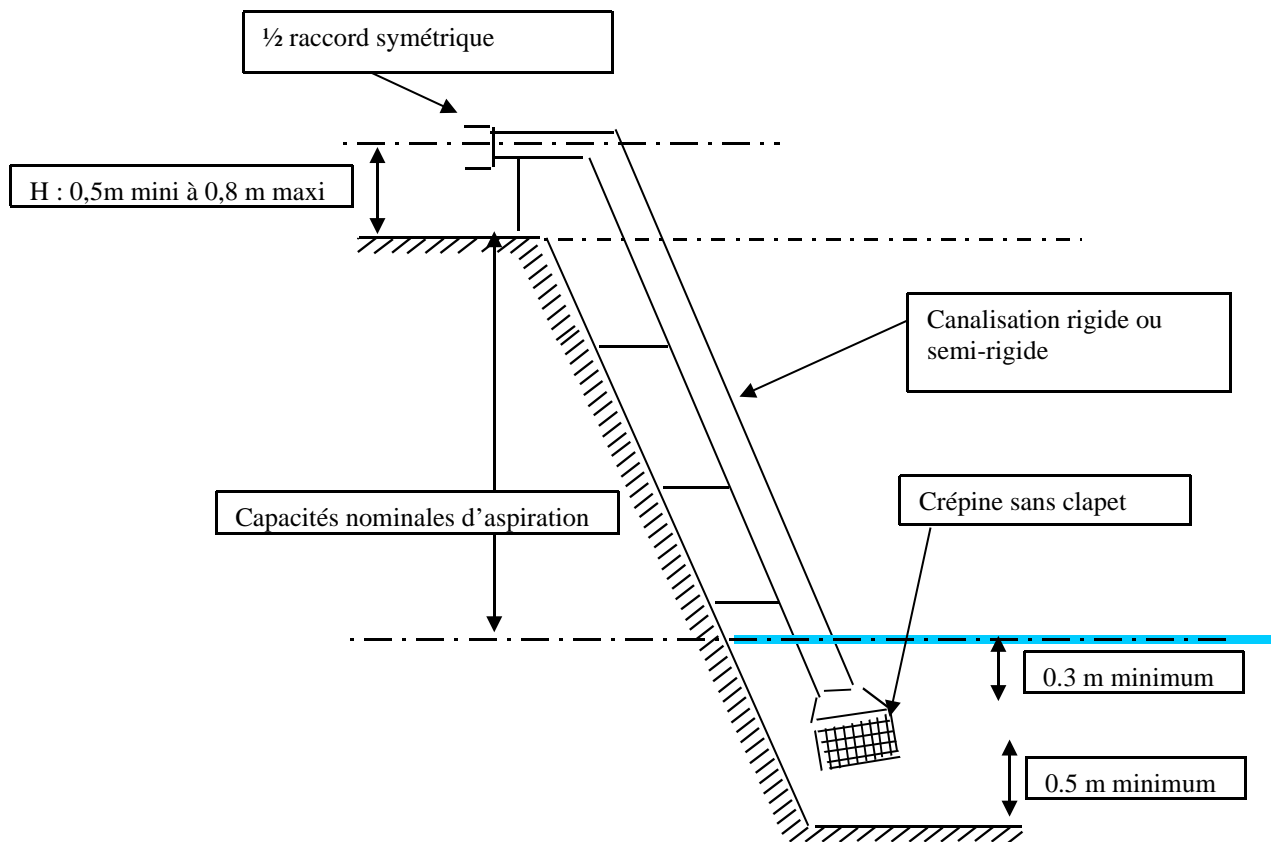 ½ raccord symétrique
H : 0,5m mini à 0,8 m maxi
Canalisation rigide ou
semi-rigide
Capacités nominales d’aspiration
Crépine sans clapet
0.3 m minimum
0.5 m minimum